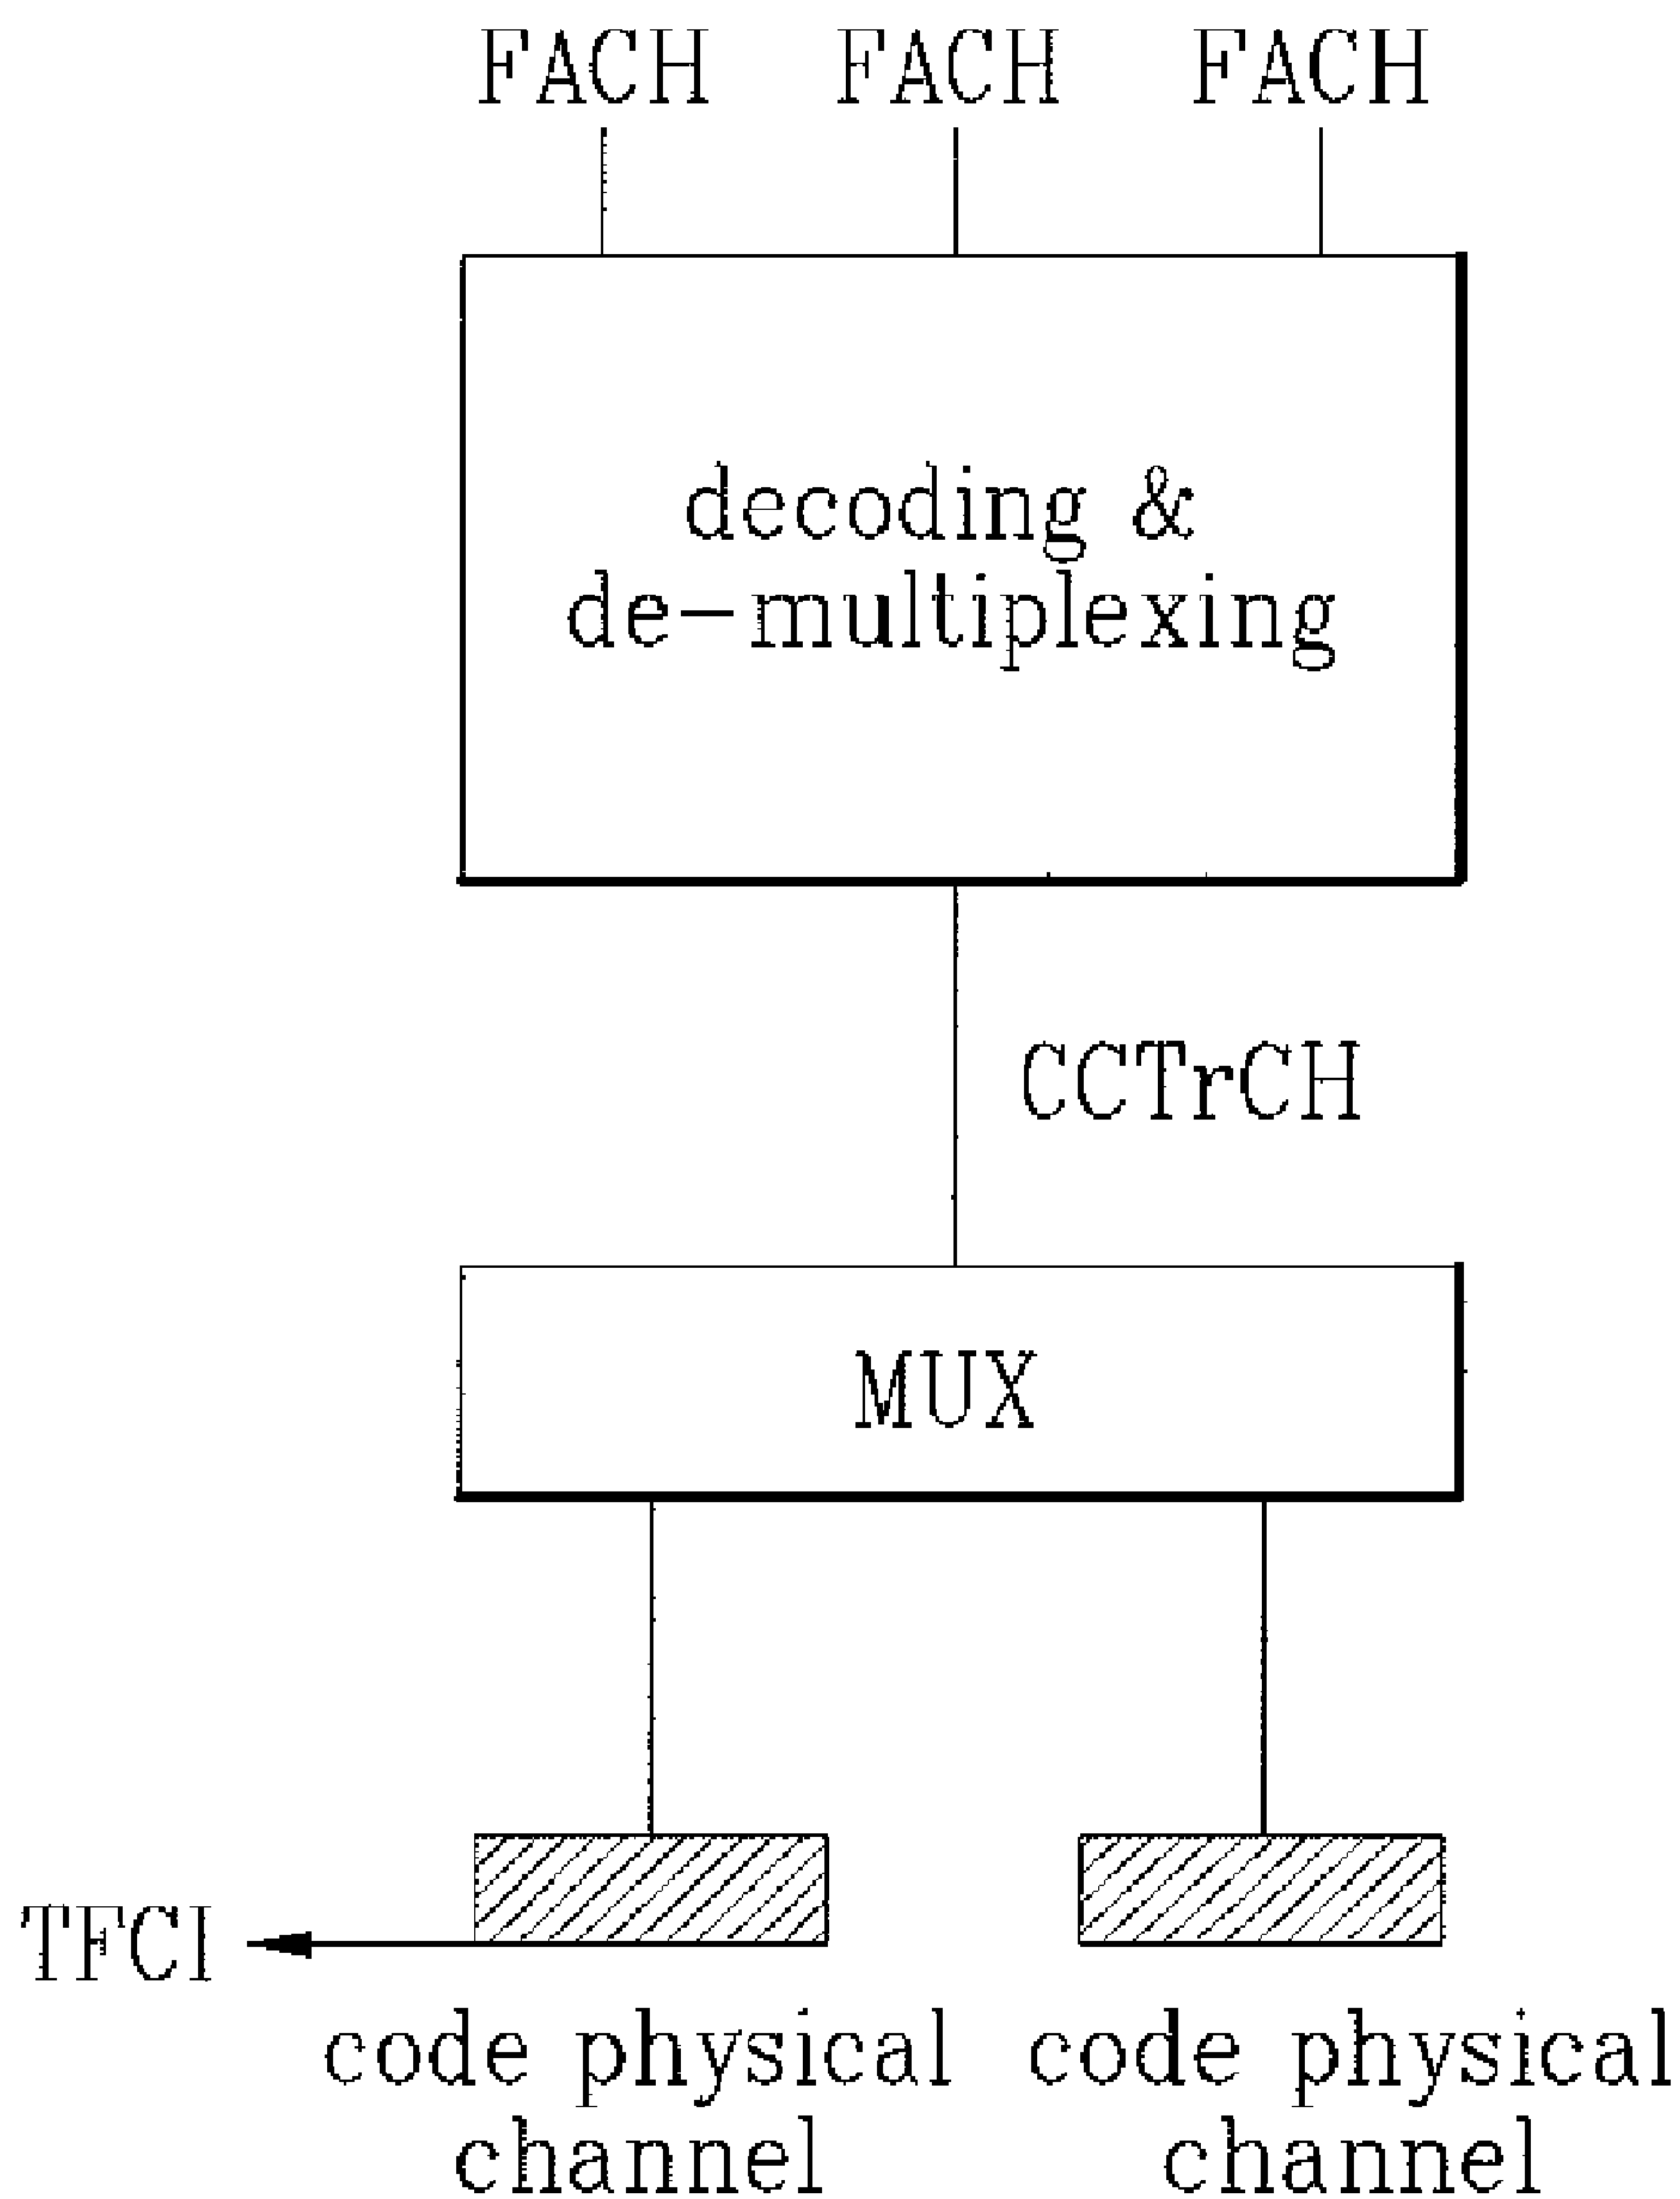 FACH FACH FACH
decoding &
de-multiplexing
CCTrCH
MUX
TFCI
code physical code physical
channel channel